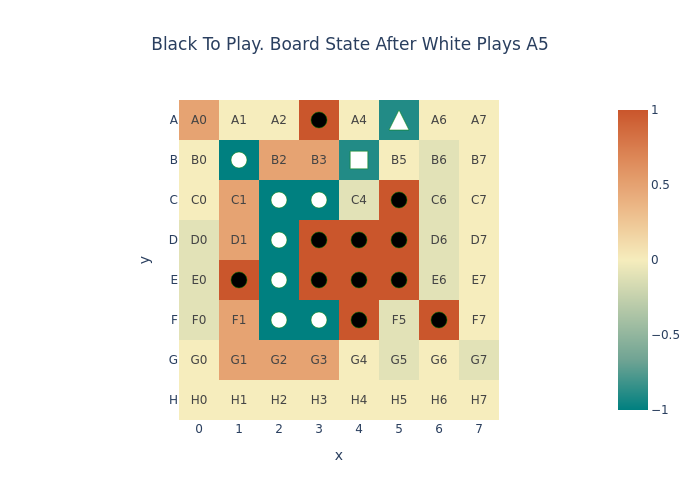 Black To Play. Board State After White Plays A5
A A0 A1 A2 A4 A6 A7
B B0 B2 B3 B5 B6 B7
C C0 C1 C4 C6 C7
D D0 D1 D6 D7
E E0 E6 E7
F F0 F1 F5 F7
G G0 G1 G2 G3 G4 G5 G6 G7
H H0 H1 H2 H3 H4 H5 H6 H7
0 1 2 3 4 5 6 7
x
y
1
0.5
0
−0.5
−1